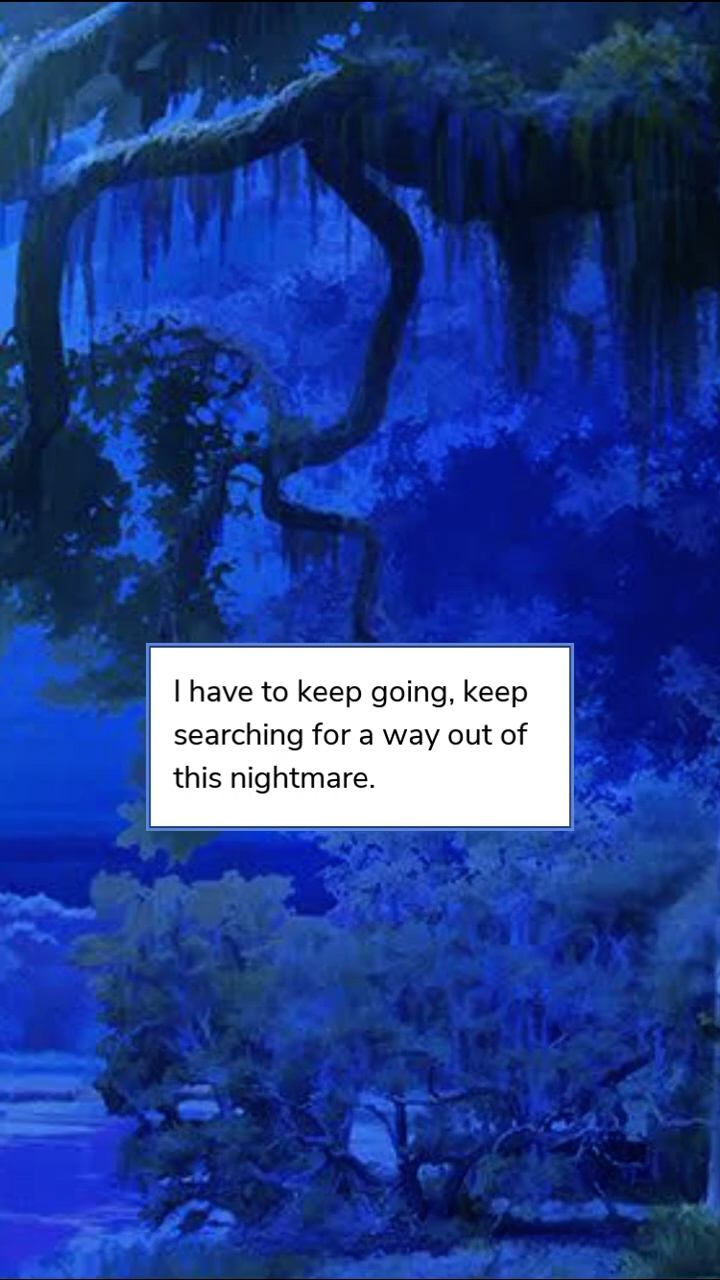 I have to keep going, keep
searching for a way out of
this nightmare.